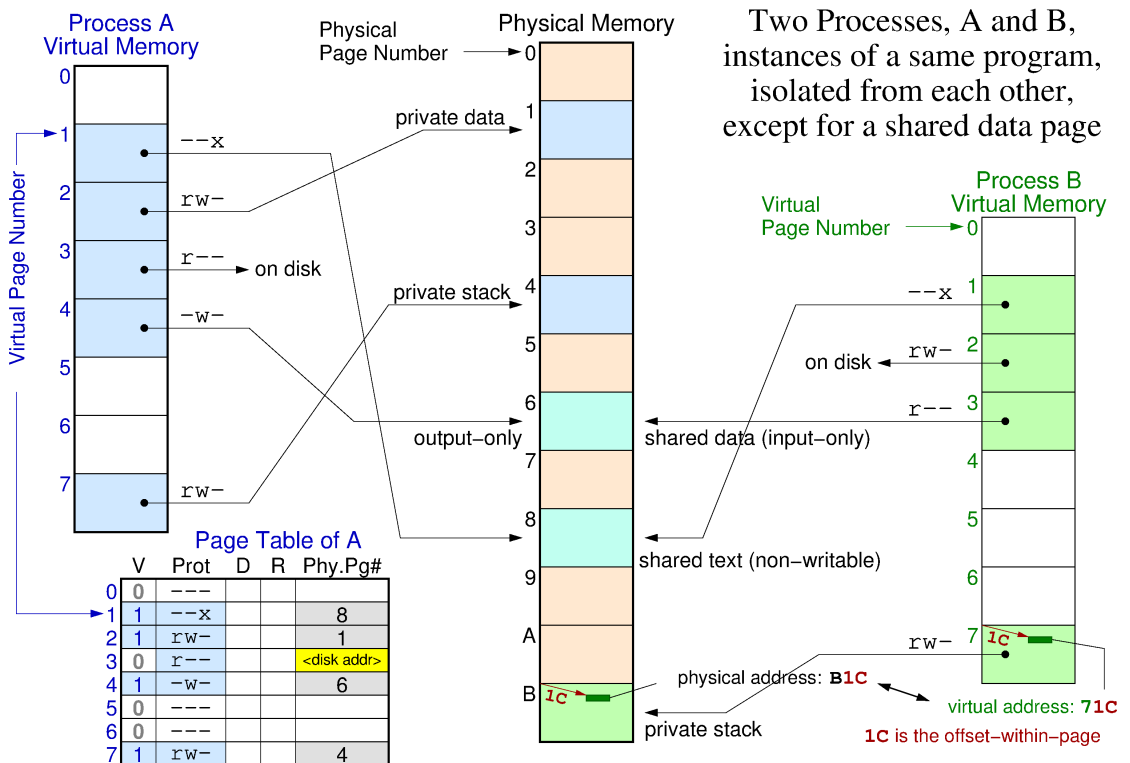 Two Processes, A and B,
instances of a same program,
isolated from each other,
except for a shared data page
Process A
Virtual Memory
Virtual Page Number
0
1
2
3
4
5
6
7
--x
rw-
r--
on disk
-w-
rw-
private data
private stack
output-only
Physical
Page Number
Physical Memory
0
1
2
3
4
5
6
7
8
9
A
B
1C
shared data (input-only)
shared text (non-writable)
private stack
physical address: B1C
Process B
Virtual Memory
Virtual
Page Number
0
1
2
3
4
5
6
7
--x
rw-
on disk
r--
rw-
1C
virtual address: 71C
1C is the offset-within-page
Page Table of A
V Prot D R Phy.Pg#
0 0 ---
1 1 --x 8
2 1 rw- 1
3 0 r-- <disk addr>
4 1 -w- 6
5 0 ---
6 0 ---
7 1 rw- 4